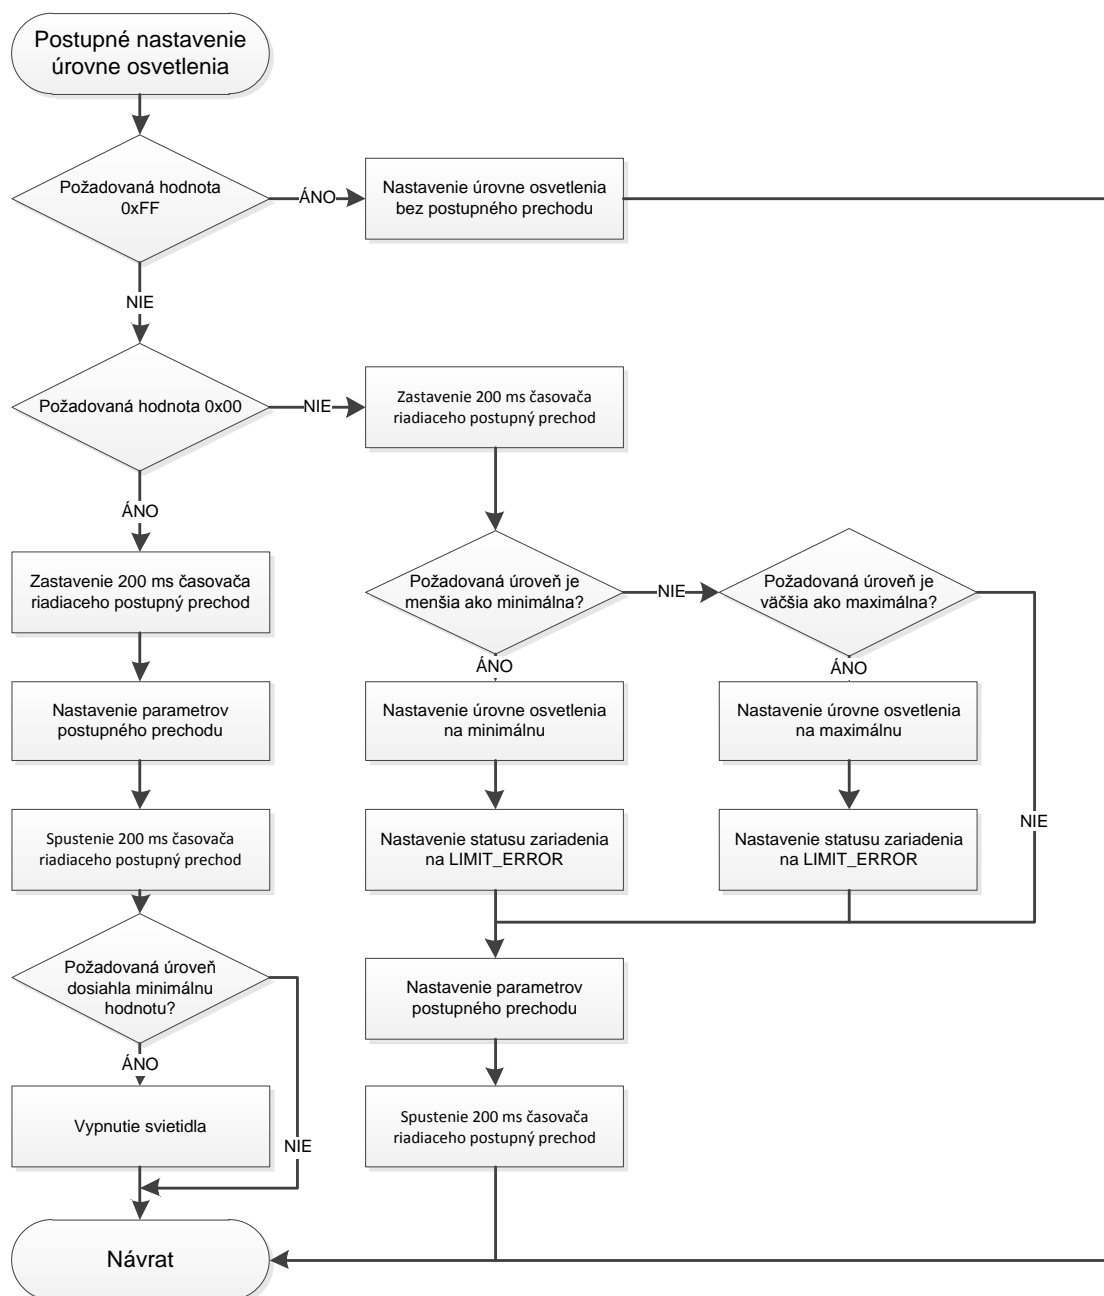 Postupné nastavenie
úrovne osvetlenia
Požadovaná hodnota
0xFF
ÁNO
Nastavenie úrovne osvetlenia
bez postupného prechodu
NIE
Požadovaná hodnota 0x00
NIE
Zastavenie 200 ms časovača
riadiaceho postupný prechod
ÁNO
Zastavenie 200 ms časovača
riadiaceho postupný prechod
Požadovaná úroveň je
menšia ako minimálna?
NIE
Požadovaná úroveň je
väčšia ako maximálna?
ÁNO
ÁNO
Nastavenie parametrov
postupného prechodu
Nastavenie úrovne osvetlenia
na minimálnu
Nastavenie úrovne osvetlenia
na maximálnu
Spustenie 200 ms časovača
riadiaceho postupný prechod
Nastavenie statusu zariadenia
na LIMIT_ERROR
Nastavenie statusu zariadenia
na LIMIT_ERROR
NIE
Požadovaná úroveň
dosiahla minimálnu
hodnotu?
Nastavenie parametrov
postupného prechodu
ÁNO
Vypnutie svietidla
NIE
Spustenie 200 ms časovača
riadiaceho postupný prechod
Návrat